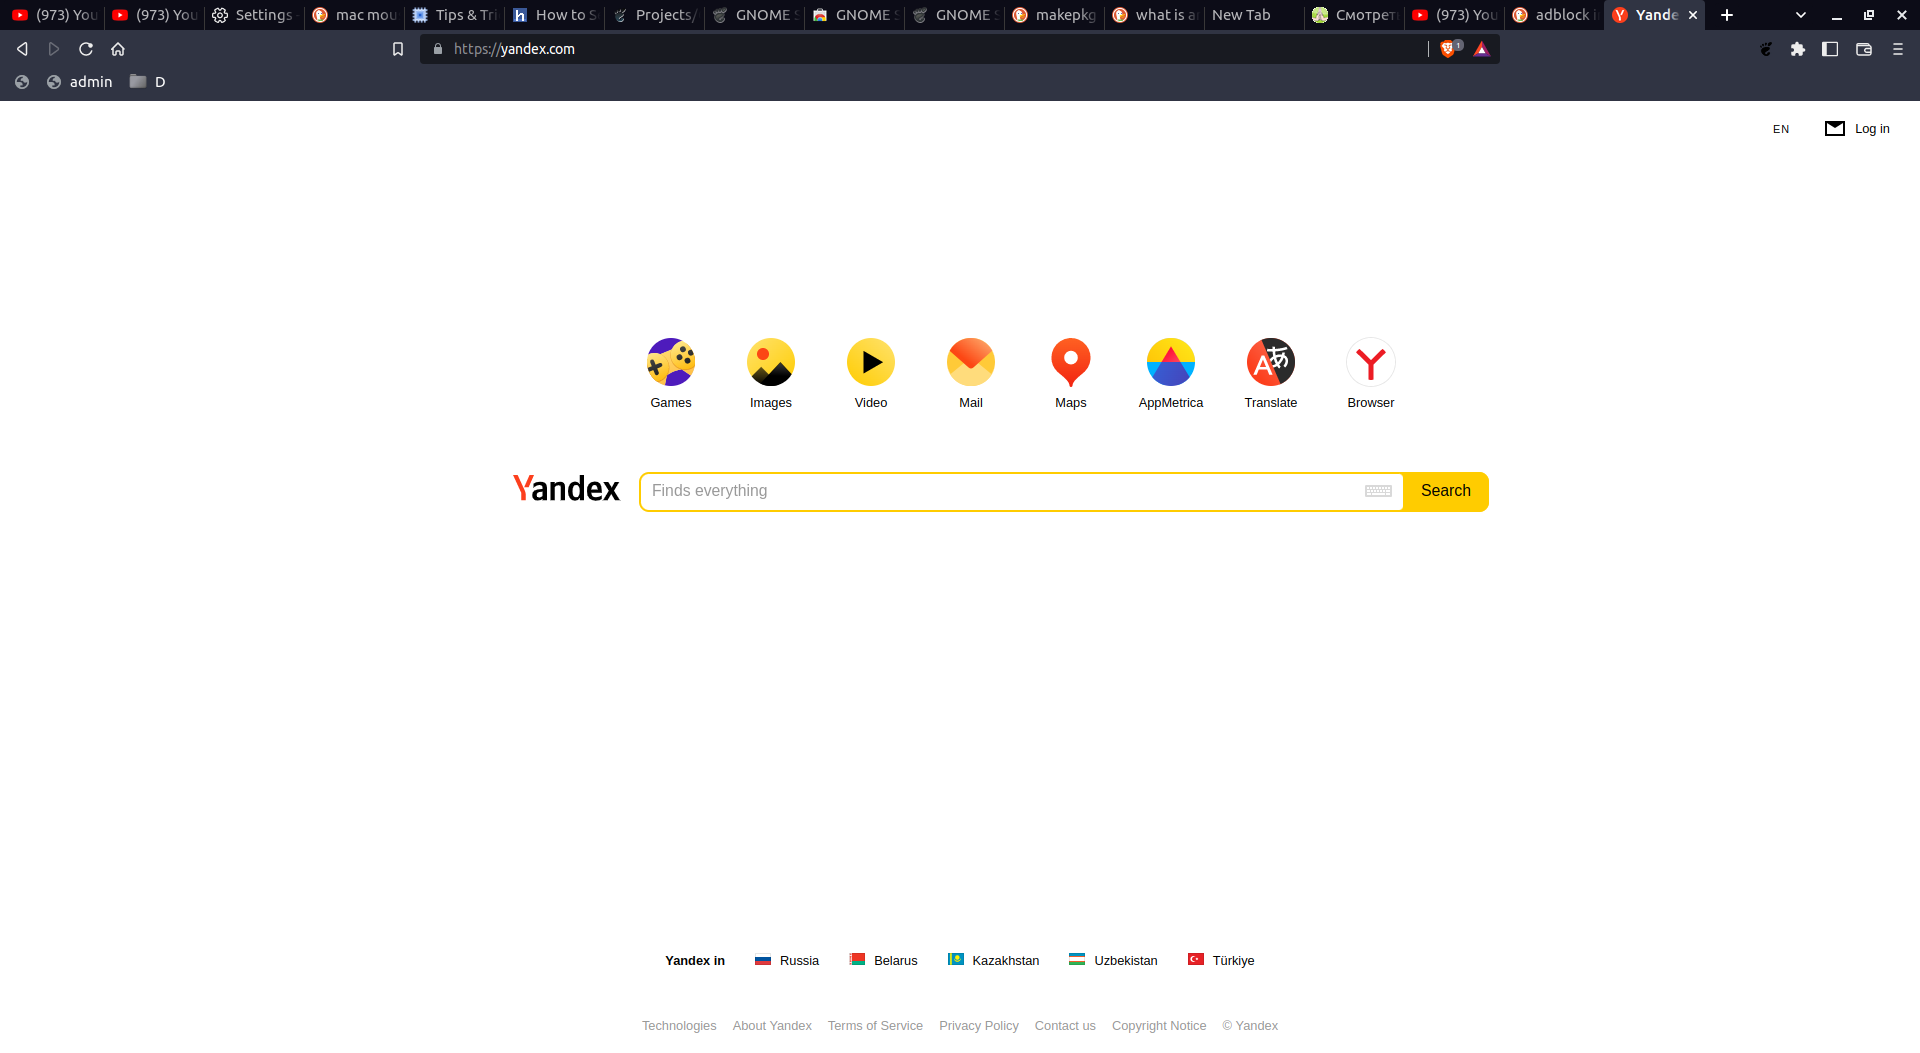 (973) You (973) You Settings - mac mou Tips & Tri How to S Projects/ GNOME S GNOME S GNOME S makepkg what is a New Tab Смотрет (973) You adblock i Yande
https://yandex.com 1
admin D
EN Log in
Games Images Video Mail Maps AppMetrica Translate Browser
Yandex Finds everything Search
Yandex in Russia Belarus Kazakhstan Uzbekistan Türkiye
Technologies About Yandex Terms of Service Privacy Policy Contact us Copyright Notice © Yandex